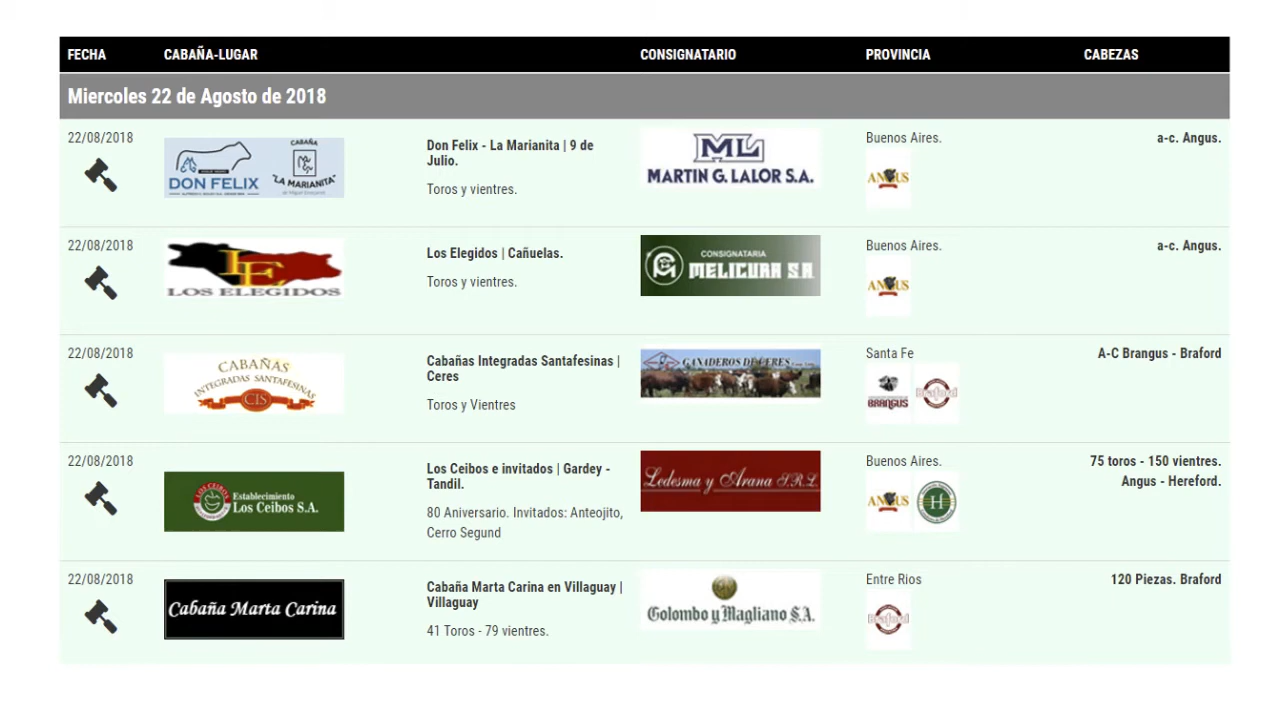 FECHA CABAÑA-LUGAR CONSIGNATARIO PROVINCIA CABEZAS
Miercoles 22 de Agosto de 2018
22/08/2018
DON FELIX
CABAÑA
"LA MARIANITA"
Don Felix - La Marianita | 9 de
Julio.
Toros y vientres.
ML
MARTIN G. LALOR S.A.
Buenos Aires.
ANGUS
a-c. Angus.
22/08/2018
LE
LOS ELEGIDOS
Los Elegidos | Cañuelas.
Toros y vientres.
CONSIGNATARIA
MELICURA S.A
Buenos Aires.
ANGUS
a-c. Angus.
22/08/2018
CABAÑAS
INTEGRADAS SANTAFESINAS
CIS
Cabañas Integradas Santafesinas |
Ceres
Toros y Vientres
GANADEROS DE CERES
Santa Fe
BRANGUS
Braford
A-C Brangus - Braford
22/08/2018
LOS CEIBOS
Establecimiento
Los Ceibos S.A.
Los Ceibos e invitados | Gardey -
Tandil.
80 Aniversario. Invitados: Anteojito,
Cerro Segund
Ledesma y Arana S.R.L.
Buenos Aires.
ANGUS
H
75 toros - 150 vientres.
Angus - Hereford.
22/08/2018
Cabaña Marta Carina
Cabaña Marta Carina en Villaguay |
Villaguay
41 Toros - 79 vientres.
Colombo y Magliano S.A.
Entre Rios
Braford
120 Piezas. Braford